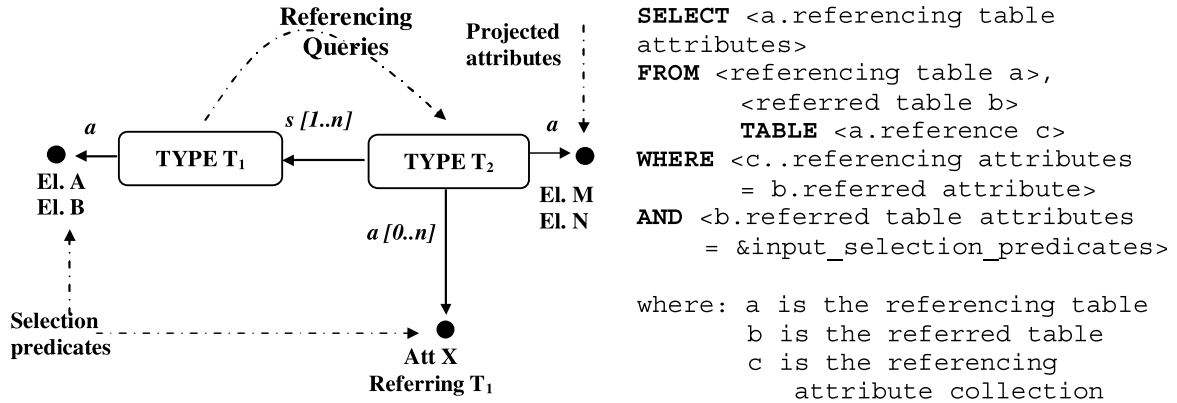 Referencing
Queries
Projected
attributes
a
s [1..n]
a
TYPE T1
TYPE T2
El. A
El. B
El. M
El. N
a [0..n]
Selection
predicates
Att X
Referring T1
SELECT <a.referencing table
attributes>
FROM <referencing table a>,
<referred table b>
TABLE <a.reference c>
WHERE <c..referencing attributes
= b.referred attribute>
AND <b.referred table attributes
= &input_selection_predicates>
where: a is the referencing table
b is the referred table
c is the referencing
attribute collection